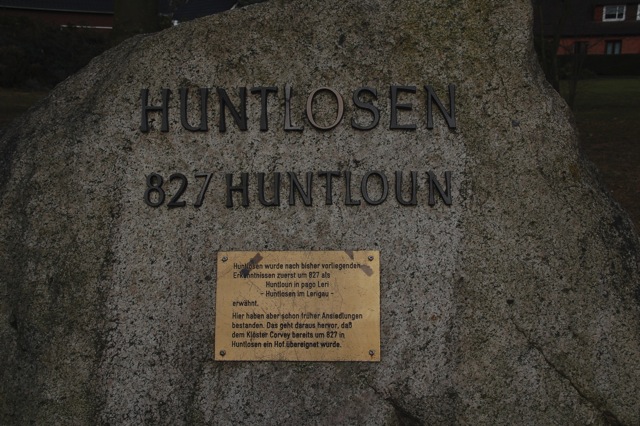 HUNTLOSEN
827 HUNTLOUN
Huntlosen wurde nach bisher vorliegenden
Erkenntnissen zuerst um 827 als
Huntloun in pago Leri
- Huntlosen im Lerigau -
erwähnt.
Hier haben aber schon früher Ansiedlungen
bestanden. Das geht daraus hervor, daß
dem Kloster Corvey bereits um 827 in
Huntlosen ein Hof übereignet wurde.